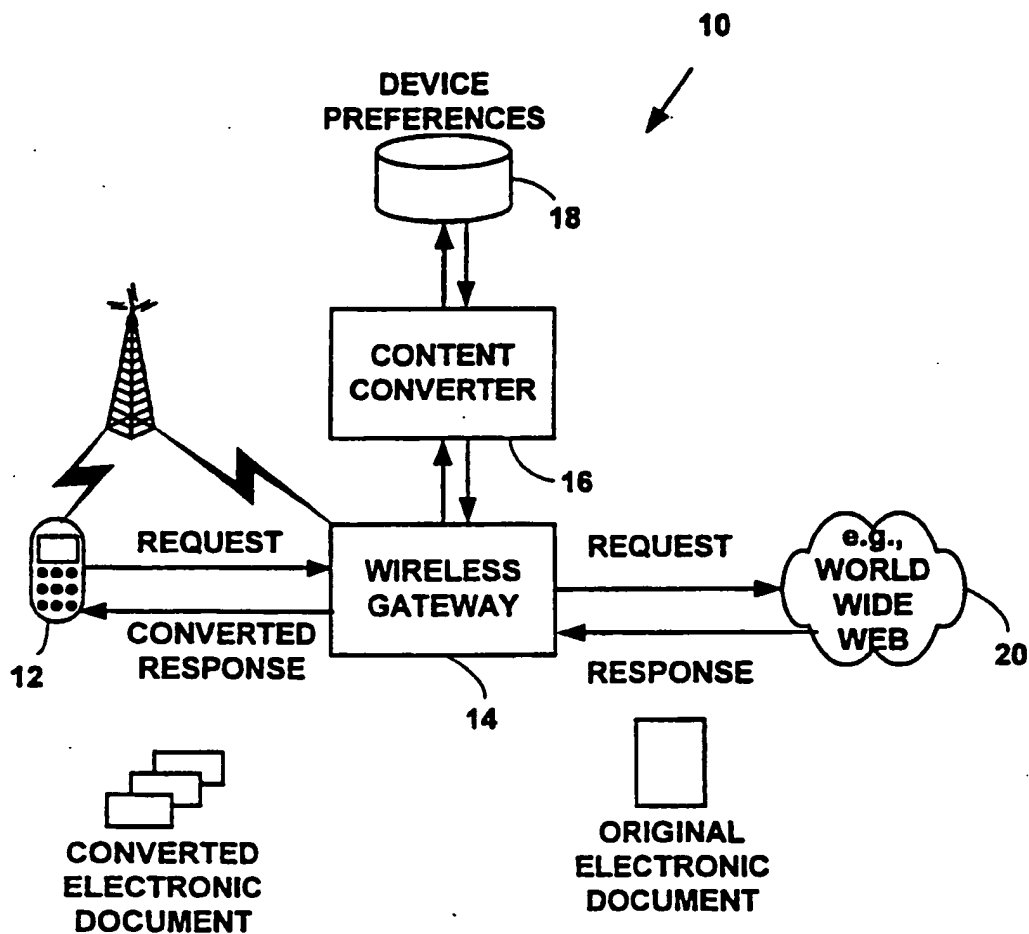 10
DEVICE
PREFERENCES
18
CONTENT
CONVERTER
16
REQUEST
WIRELESS
GATEWAY
REQUEST
e.g.,
WORLD
WIDE
WEB
CONVERTED
RESPONSE
RESPONSE
12
14
20
CONVERTED
ELECTRONIC
DOCUMENT
ORIGINAL
ELECTRONIC
DOCUMENT